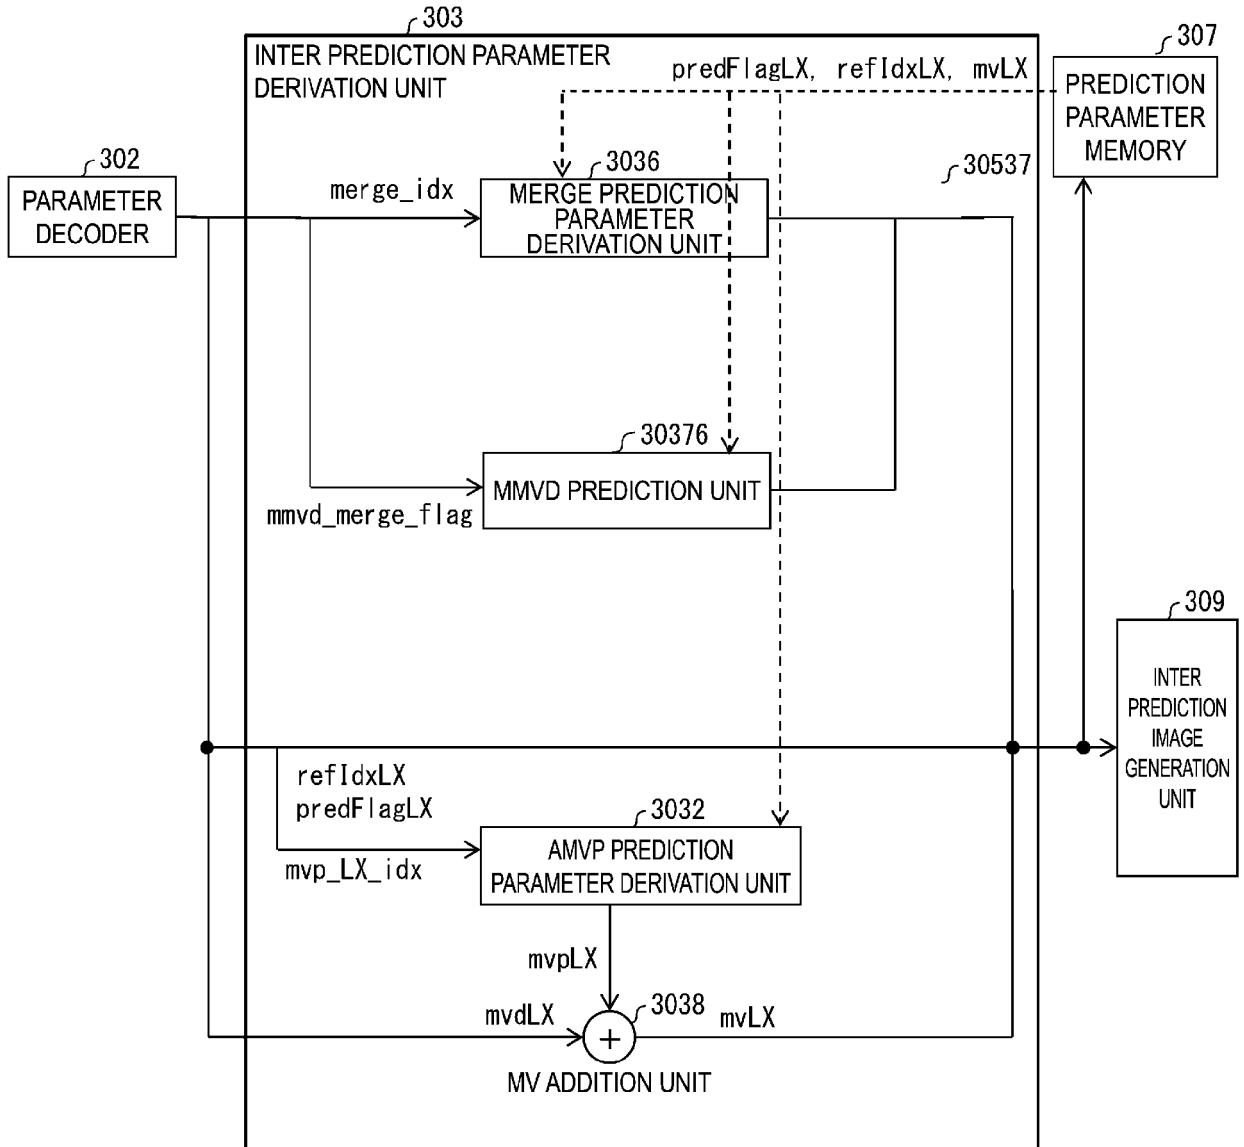 303
INTER PREDICTION PARAMETER
DERIVATION UNIT
predFlagLX, refIdxLX, mvLX
307
PREDICTION
PARAMETER
MEMORY
302
PARAMETER
DECODER
merge_idx
3036
MERGE PREDICTION
PARAMETER
DERIVATION UNIT
30537
30376
MMVD PREDICTION UNIT
mmvd_merge_flag
309
INTER
PREDICTION
IMAGE
GENERATION
UNIT
refIdxLX
predFlagLX
mvp_LX_idx
3032
AMVP PREDICTION
PARAMETER DERIVATION UNIT
mvpLX
mvdLX
3038
+
mvLX
MV ADDITION UNIT